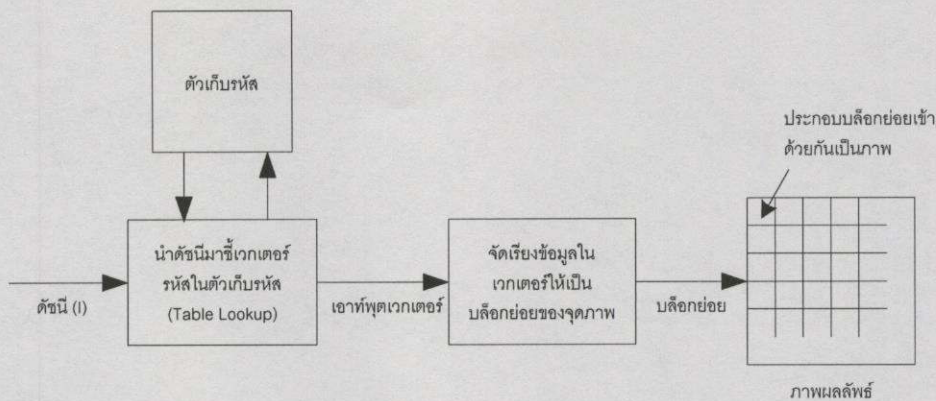 ตัวเก็บรหัส
ประกอบบล็อกย่อยเข้า
ด้วยกันเป็นภาพ
นำดัชนีมาชี้เวกเตอร์
รหัสในตัวเก็บรหัส
(Table Lookup)
จัดเรียงข้อมูลใน
เวกเตอร์ให้เป็น
บล็อกย่อยของจุดภาพ
ดัชนี (I)
เอาท์พุตเวกเตอร์
บล็อกย่อย
ภาพผลลัพธ์